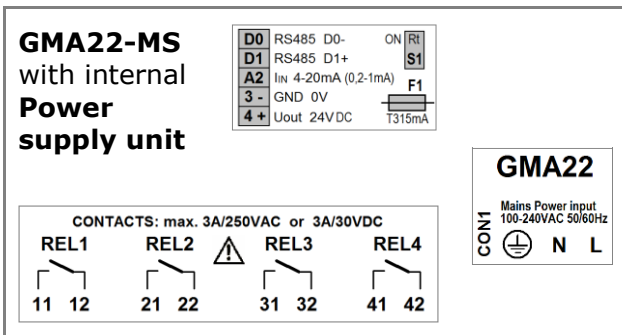 GMA22-MS
with internal
Power
supply unit
D0 RS485 D0- ON Rt
D1 RS485 D1+ S1
A2 IIN 4-20mA (0,2-1mA) F1
3 - GND 0V
4 + Uout 24VDC T315mA
GMA22
Mains Power input
100-240VAC 50/60Hz
CON1
N L
CONTACTS: max. 3A/250VAC or 3A/30VDC
REL1 REL2 REL3 REL4
11 12 21 22 31 32 41 42